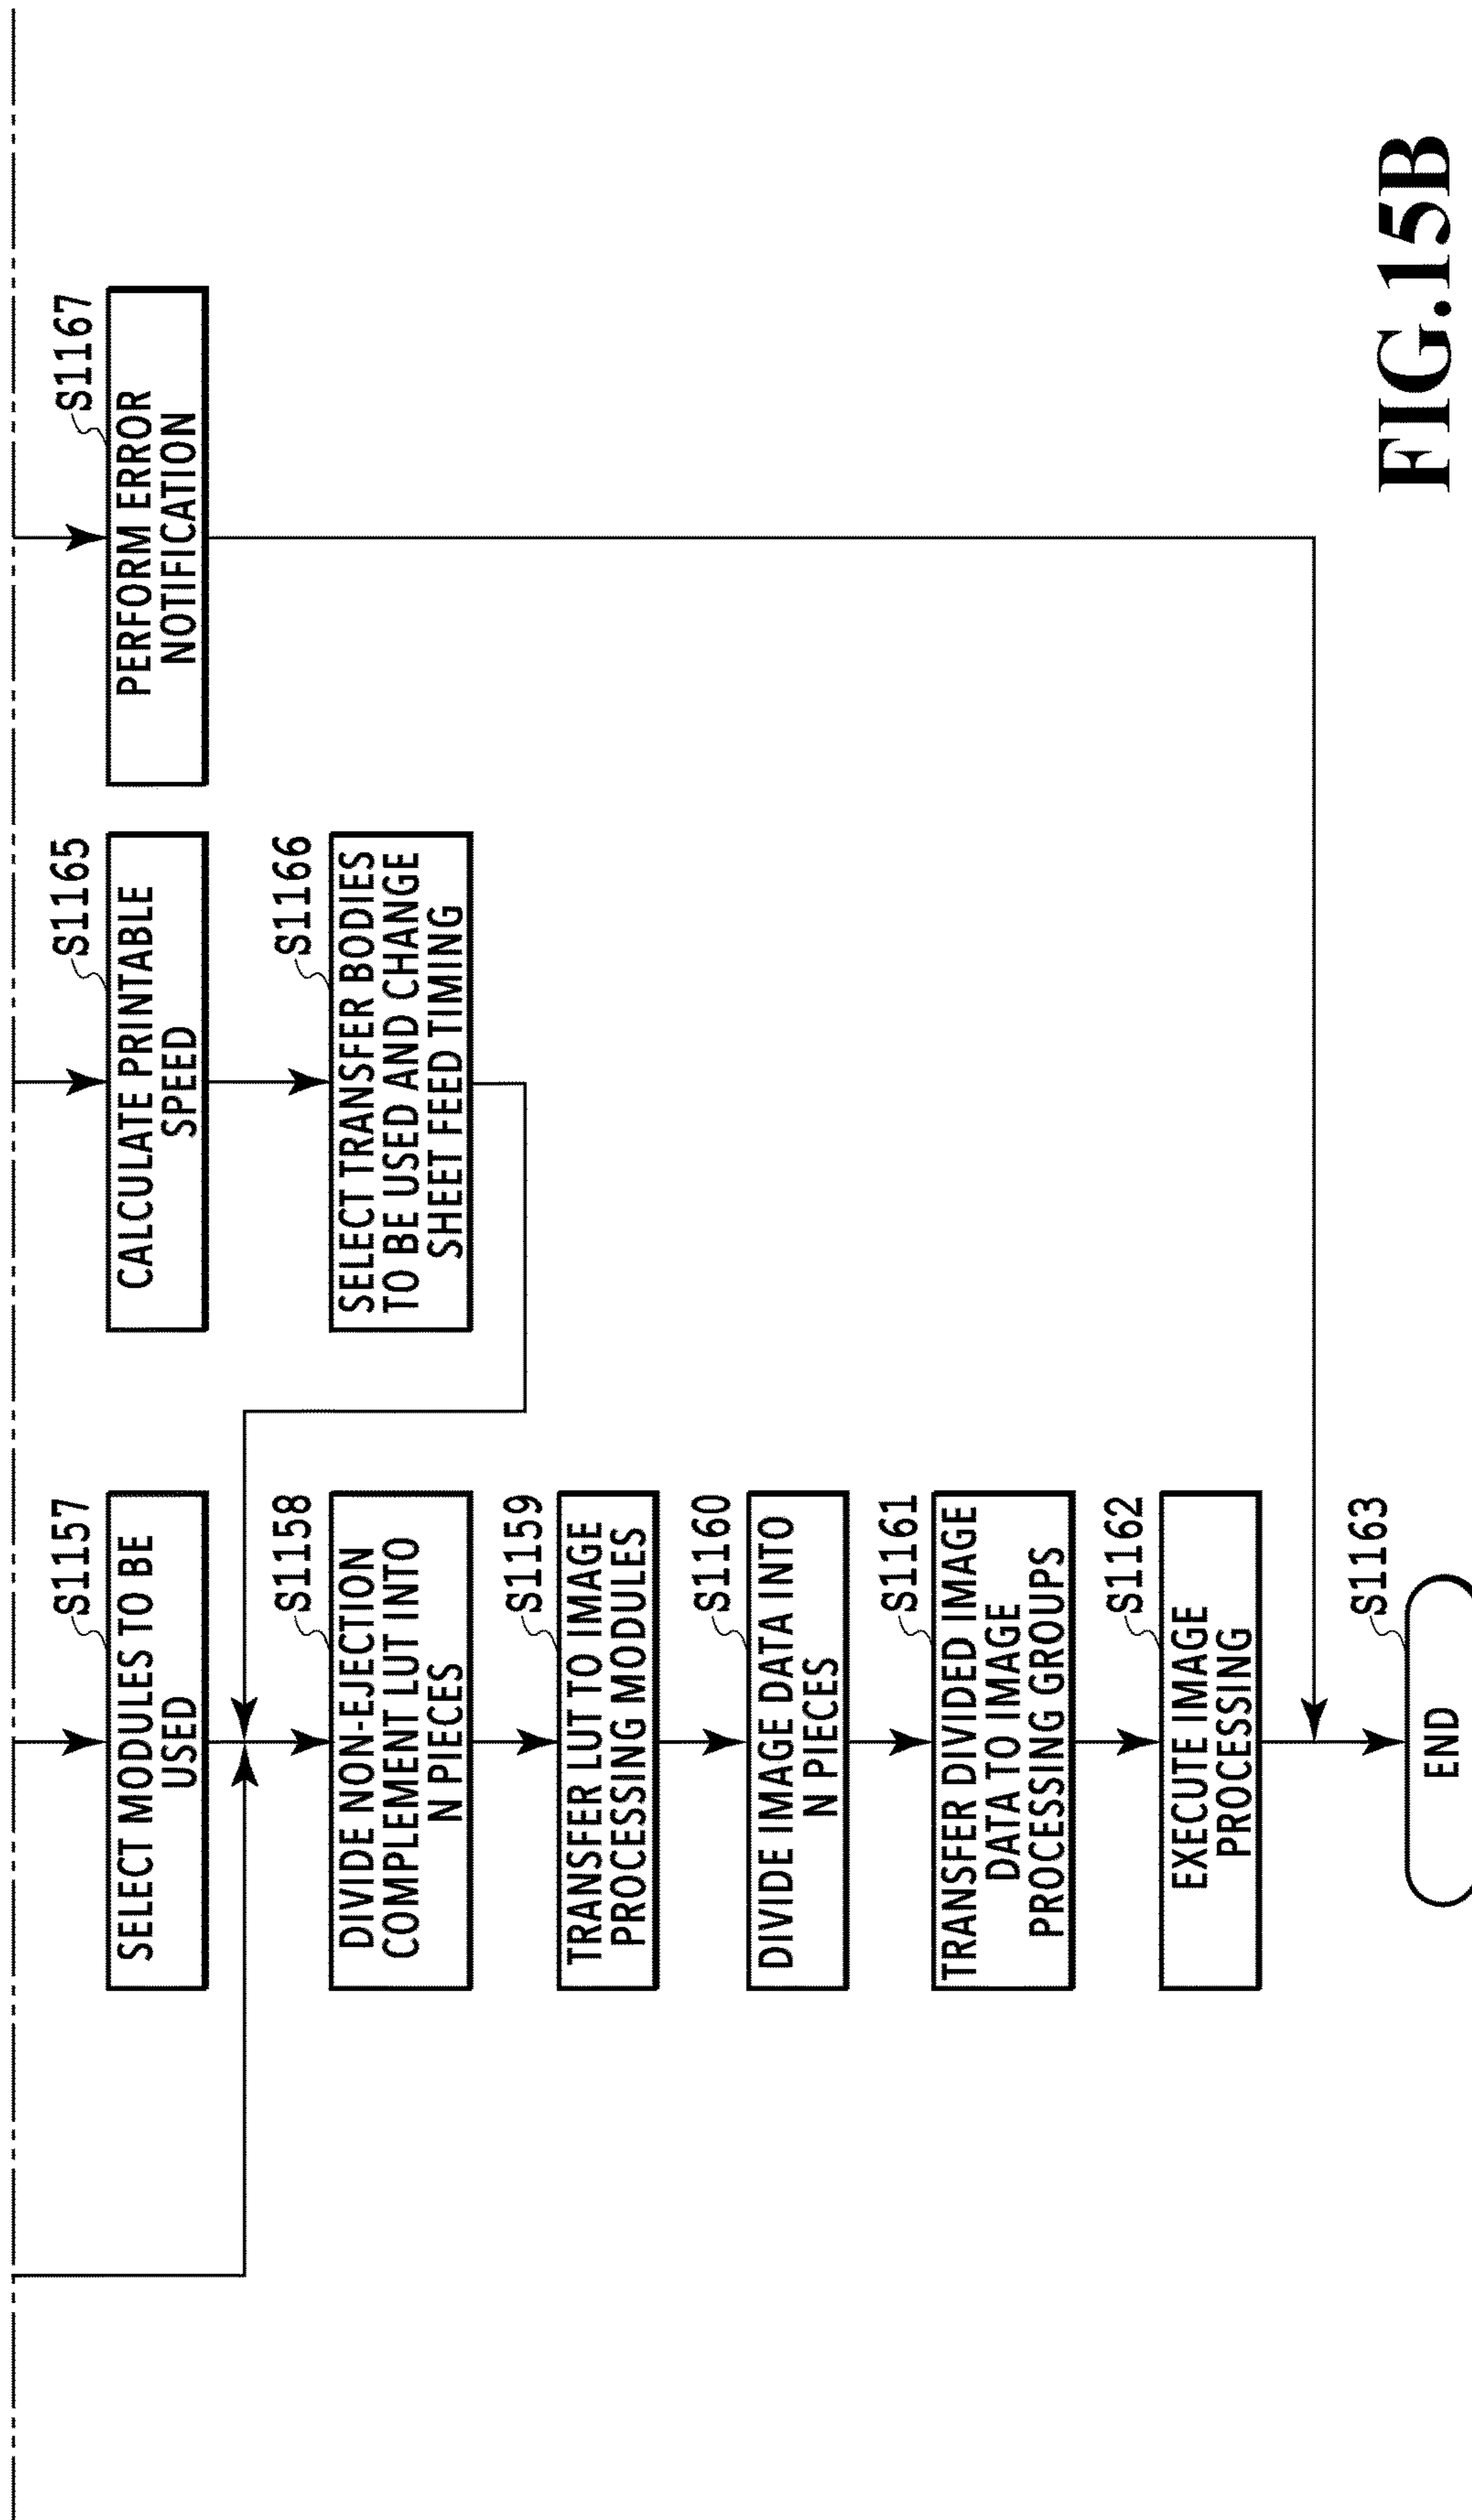 S1157
SELECT MODULES TO BE
USED
S1158
DIVIDE NON-EJECTION
COMPLEMENT LUT INTO
N PIECES
S1159
TRANSFER LUT TO IMAGE
PROCESSING MODULES
S1160
DIVIDE IMAGE DATA INTO
N PIECES
S1161
TRANSFER DIVIDED IMAGE
DATA TO IMAGE
PROCESSING GROUPS
S1162
EXECUTE IMAGE
PROCESSING
S1163
END
S1165
CALCULATE PRINTABLE
SPEED
S1166
SELECT TRANSFER BODIES
TO BE USED AND CHANGE
SHEET FEED TIMING
S1167
PERFORM ERROR
NOTIFICATION
FIG.15B